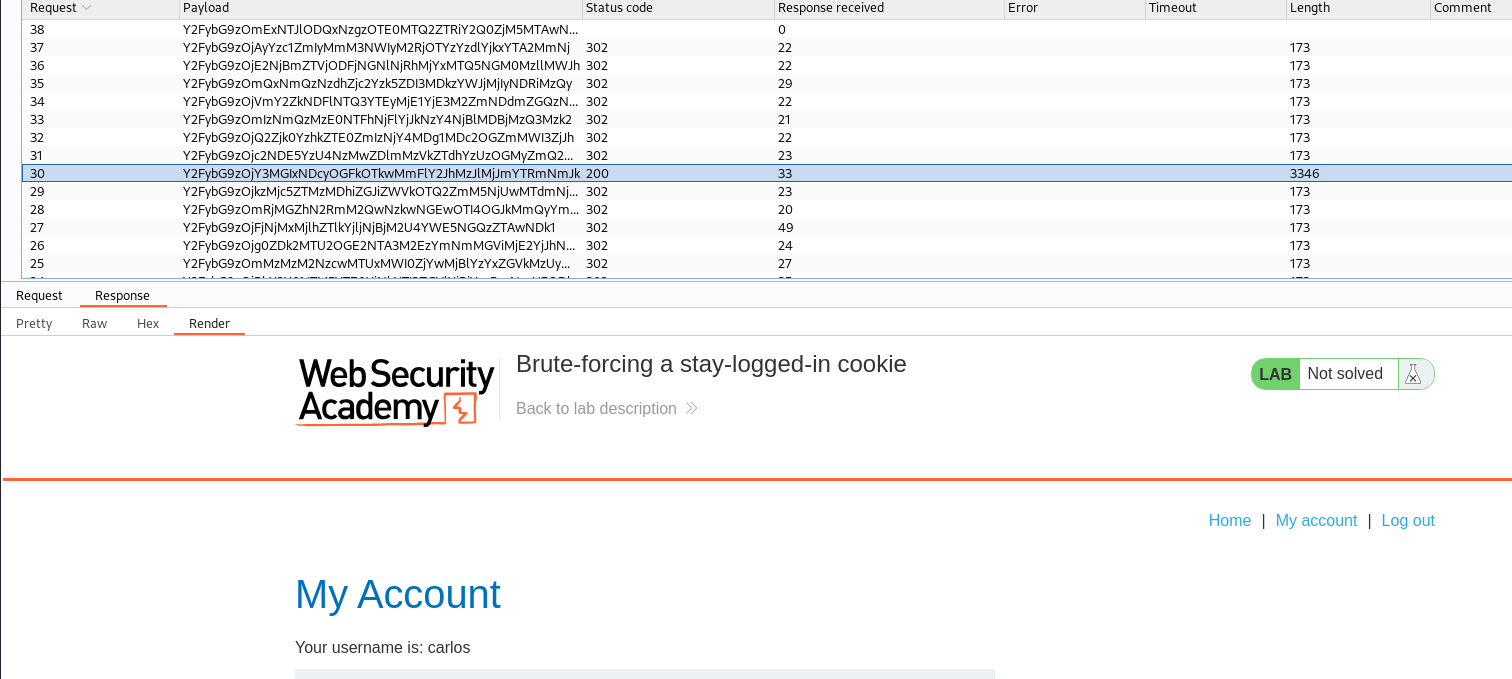 Request Payload Status code Response received Error Timeout Length Comment
38 Y2FybG9zOmExNTJlODQxNzgzOTE0MTQ2ZTRiY2Q0ZjM5MTAwN... 0
37 Y2FybG9zOjAyYzc1ZmIyMmM3NWIyM2RjOTYzYzdlYjkxYTA2MmNj 302 22 173
36 Y2FybG9zOjE2NjBmZTVjODFjNGNlNjRhMjYxMTQ5NGM0MzllMWJh 302 22 173
35 Y2FybG9zOmQxNmQzNzdhZjc2Yzk5ZDI3MDkzYWJjMjIyNDRiMzQy 302 29 173
34 Y2FybG9zOjVmY2ZkNDFlNTQ3YTEyMjE1YjE3M2ZmNDdmZGQzN... 302 22 173
33 Y2FybG9zOmIzNmQzMzE0NTFhNjFlYjJkNzY4NjBlMDBjMzQ3Mzk2 302 21 173
32 Y2FybG9zOjQ2Zjk0YzhkZTE0ZmIzNjY4MDg1MDc2OGZmMWI3ZjJh 302 22 173
31 Y2FybG9zOjc2NDE5YzU4NzMwZDlmMzVkZTdhYzUzOGMyZmQ2... 302 23 173
30 Y2FybG9zOjY3MGIxNDcyOGFkOTkwMmFlY2JhMzJlMjJmYTRmNmJk 200 33 3346
29 Y2FybG9zOjkzMjc5ZTMzMDhiZGJiZWVkOTQ2ZmM5NjUwMTdmNj... 302 23 173
28 Y2FybG9zOmRjMGZhN2RmM2QwNzkwNGEwOTI4OGJkMmQyYm... 302 20 173
27 Y2FybG9zOjFjNjMxMjlhZTlkYjljNjBjM2U4YWE5NGQzZTAwNDk1 302 49 173
26 Y2FybG9zOjg0ZDk2MTU2OGE2NTA3M2EzYmNmMGViMjE2YjJhN... 302 24 173
25 Y2FybG9zOmMzMzM2NzcwMTUxMWI0ZjYwMjBlYzYxZGVkMzUy... 302 27 173
Request Response
Pretty Raw Hex Render
Web Security
Academy
Brute-forcing a stay-logged-in cookie
Back to lab description
LAB Not solved
Home | My account | Log out
My Account
Your username is: carlos